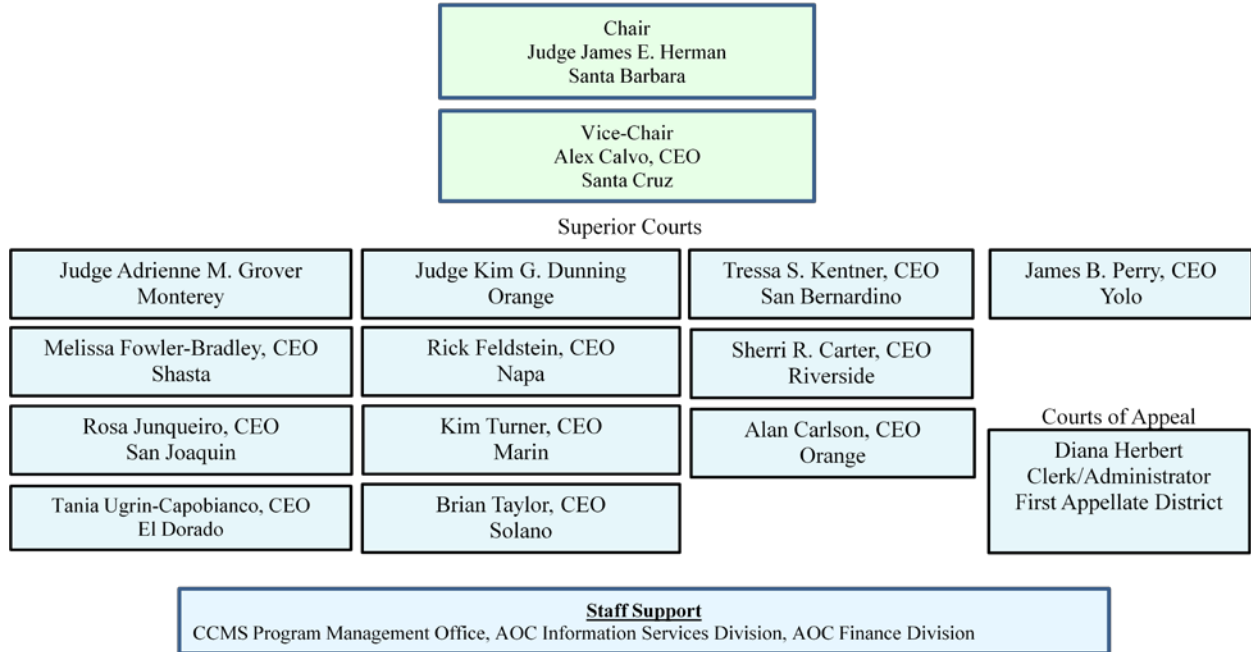 Chair
Judge James E. Herman
Santa Barbara
Vice-Chair
Alex Calvo, CEO
Santa Cruz
Superior Courts
Judge Adrienne M. Grover
Monterey
Judge Kim G. Dunning
Orange
Tressa S. Kentner, CEO
San Bernardino
James B. Perry, CEO
Yolo
Melissa Fowler-Bradley, CEO
Shasta
Rick Feldstein, CEO
Napa
Sherri R. Carter, CEO
Riverside
Rosa Junqueiro, CEO
San Joaquin
Kim Turner, CEO
Marin
Alan Carlson, CEO
Orange
Courts of Appeal
Diana Herbert
Clerk/Administrator
First Appellate District
Tania Ugrin-Capobianco, CEO
El Dorado
Brian Taylor, CEO
Solano
Staff Support
CCMS Program Management Office, AOC Information Services Division, AOC Finance Division